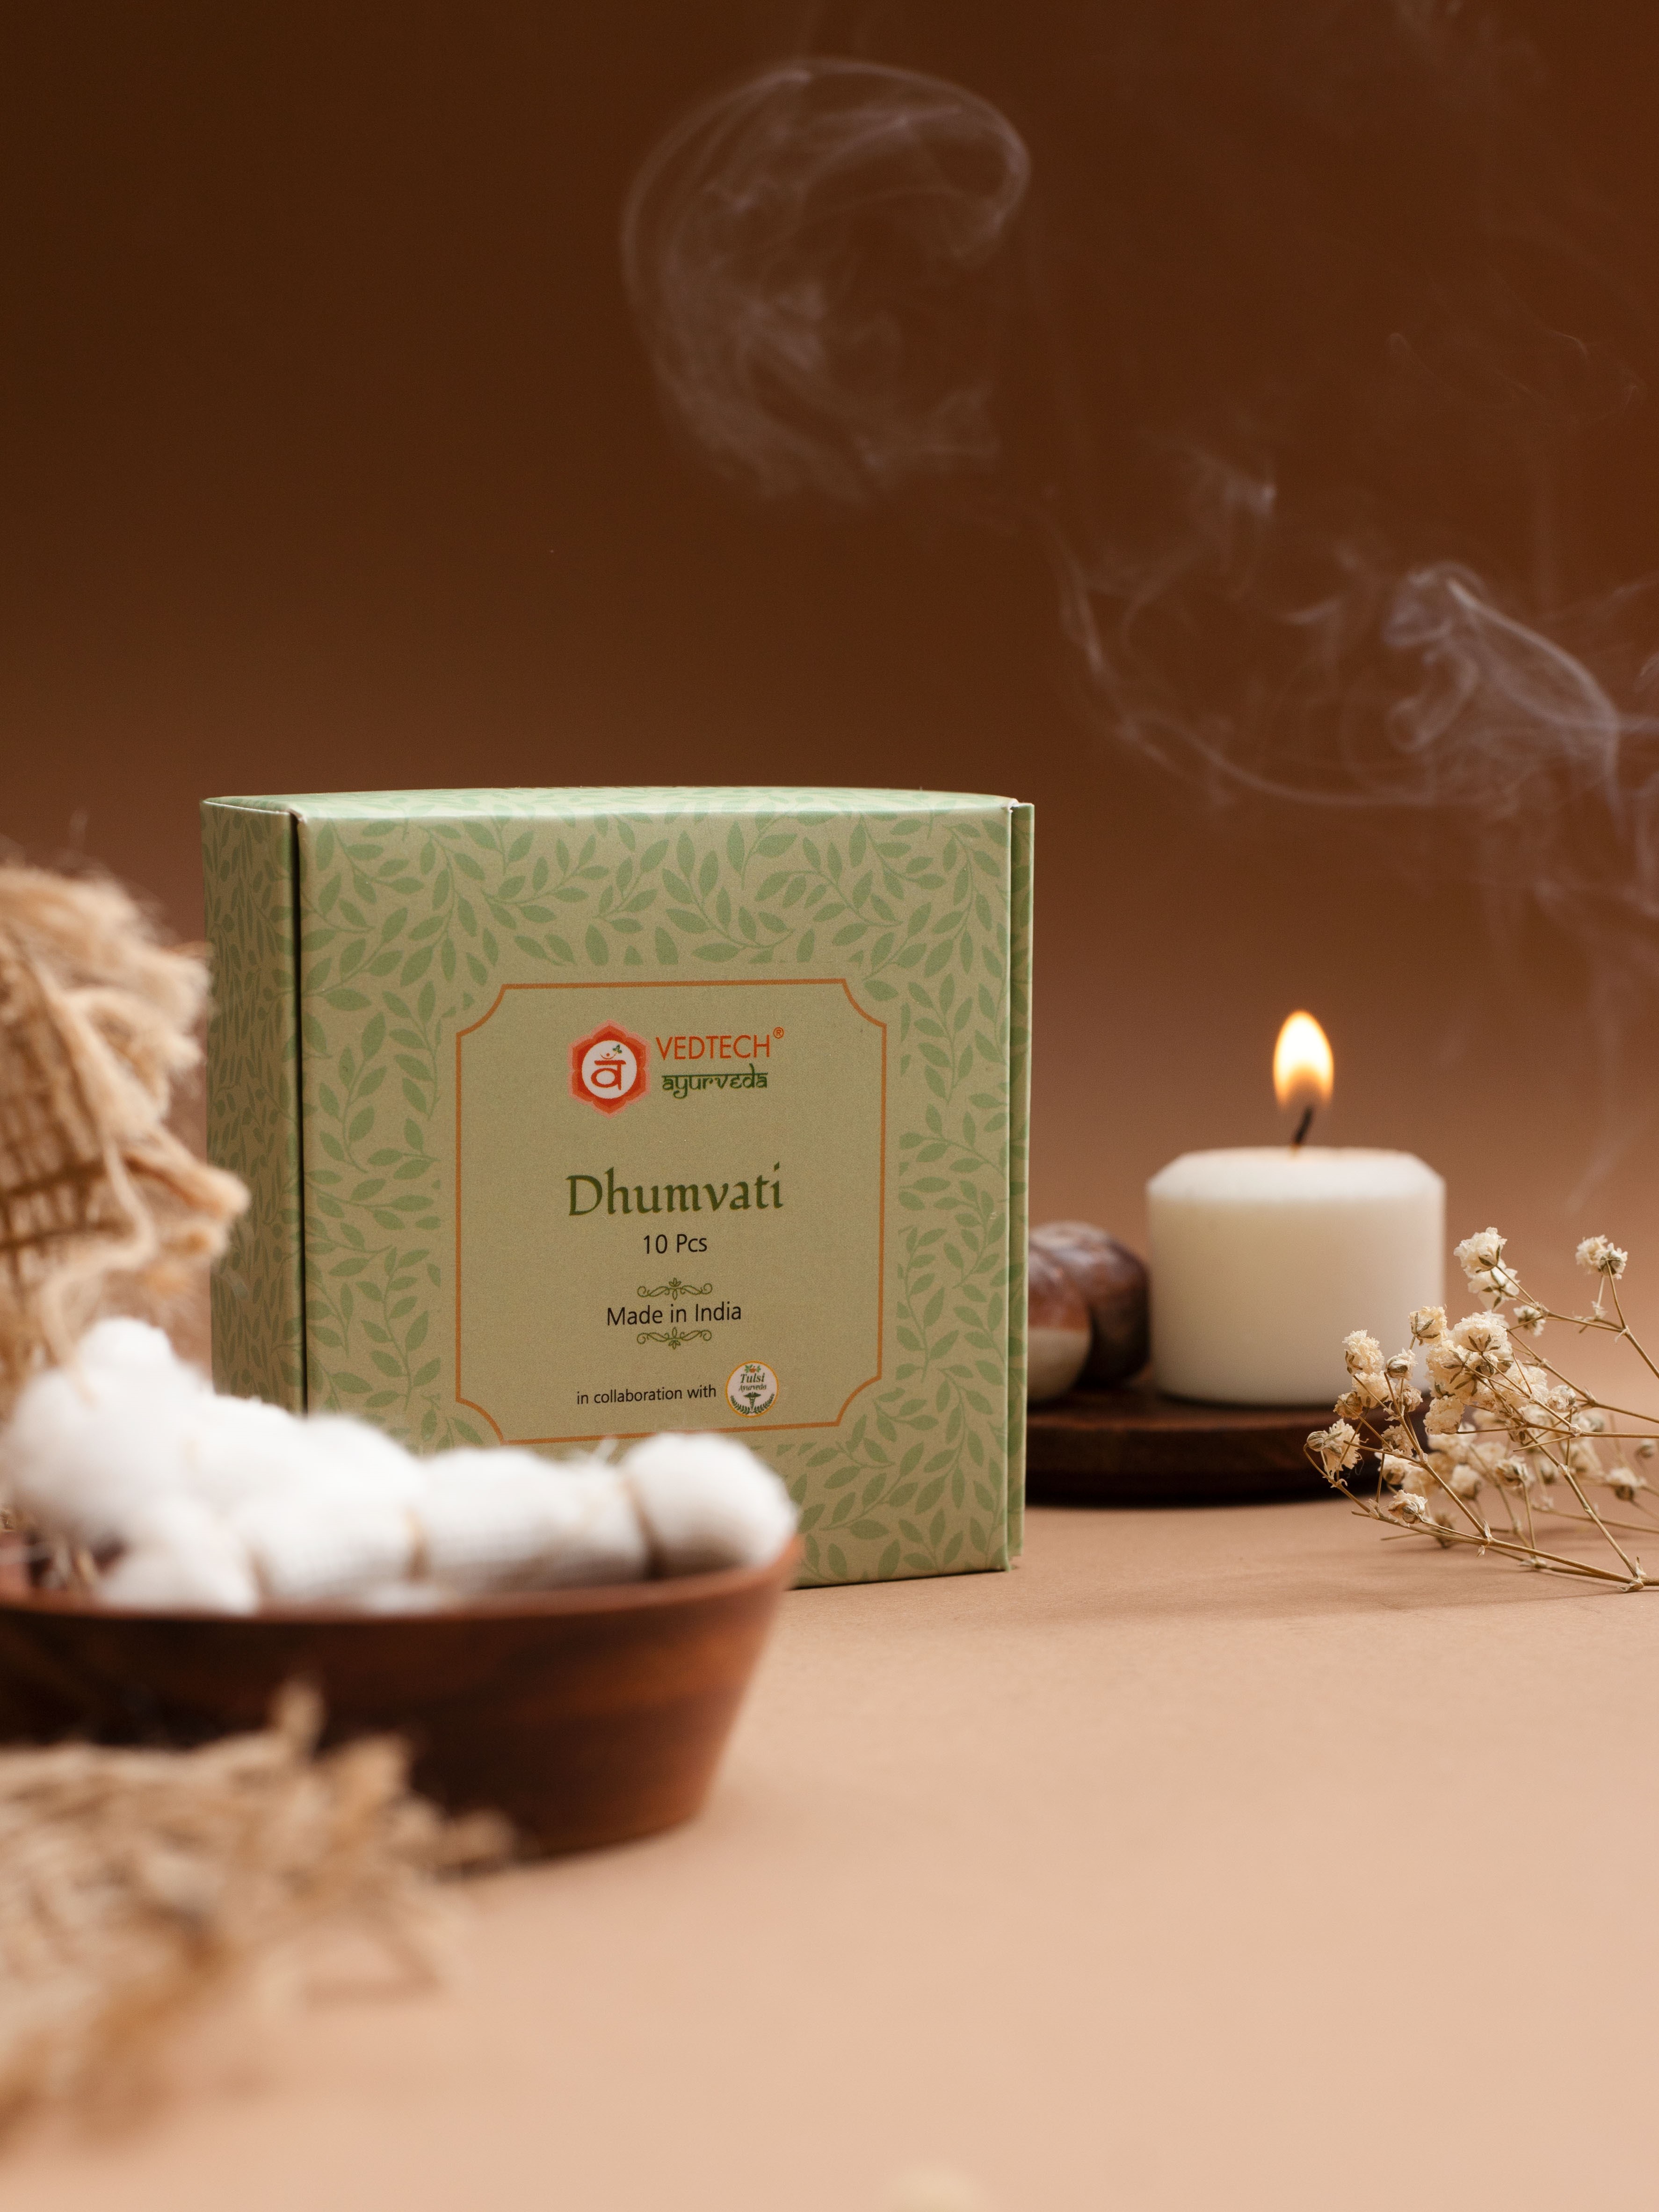 वं
VEDTECH®
ayurveda
Dhumvati
10 Pcs
Made in India
in collaboration with
Tulsi
Ayurveda